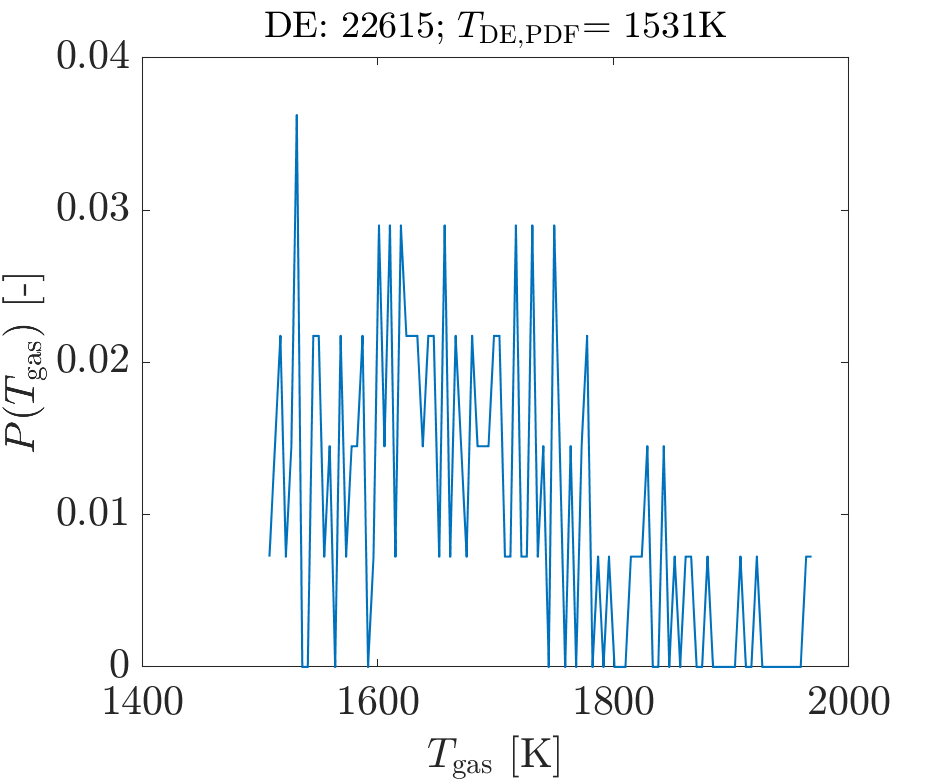 DE: 22615; T_DE,PDF= 1531K
0.04
0.03
0.02
0.01
0
P(T_gas) [-]
1400 1600 1800 2000
T_gas [K]